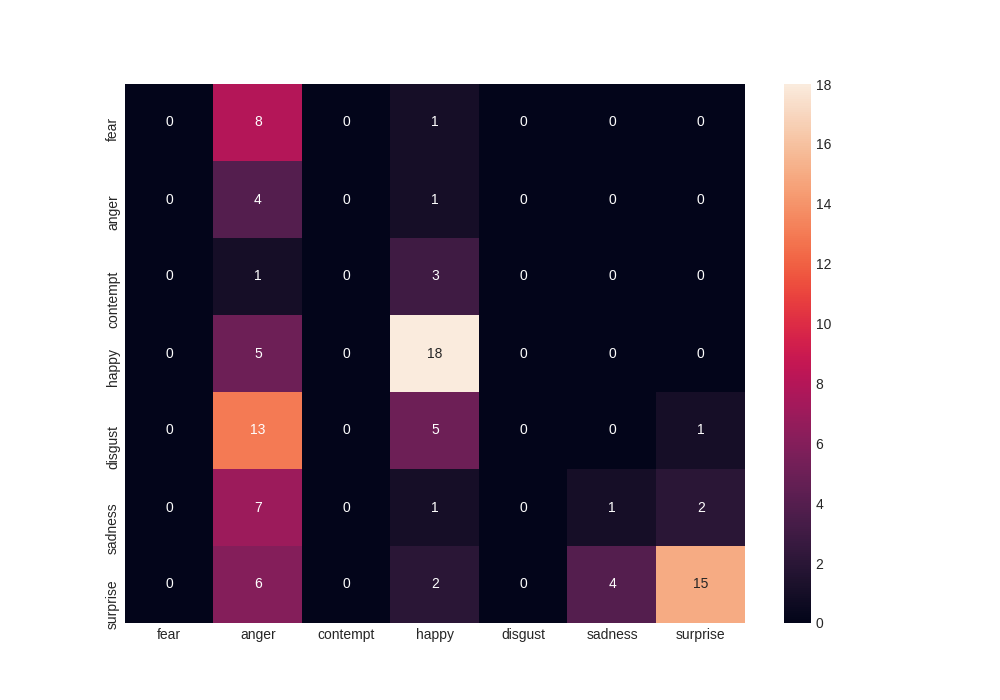 fear 0 8 0 1 0 0 0
anger 0 4 0 1 0 0 0
contempt 0 1 0 3 0 0 0
happy 0 5 0 18 0 0 0
disgust 0 13 0 5 0 0 1
sadness 0 7 0 1 0 1 2
surprise 0 6 0 2 0 4 15
fear anger contempt happy disgust sadness surprise
18
16
14
12
10
8
6
4
2
0